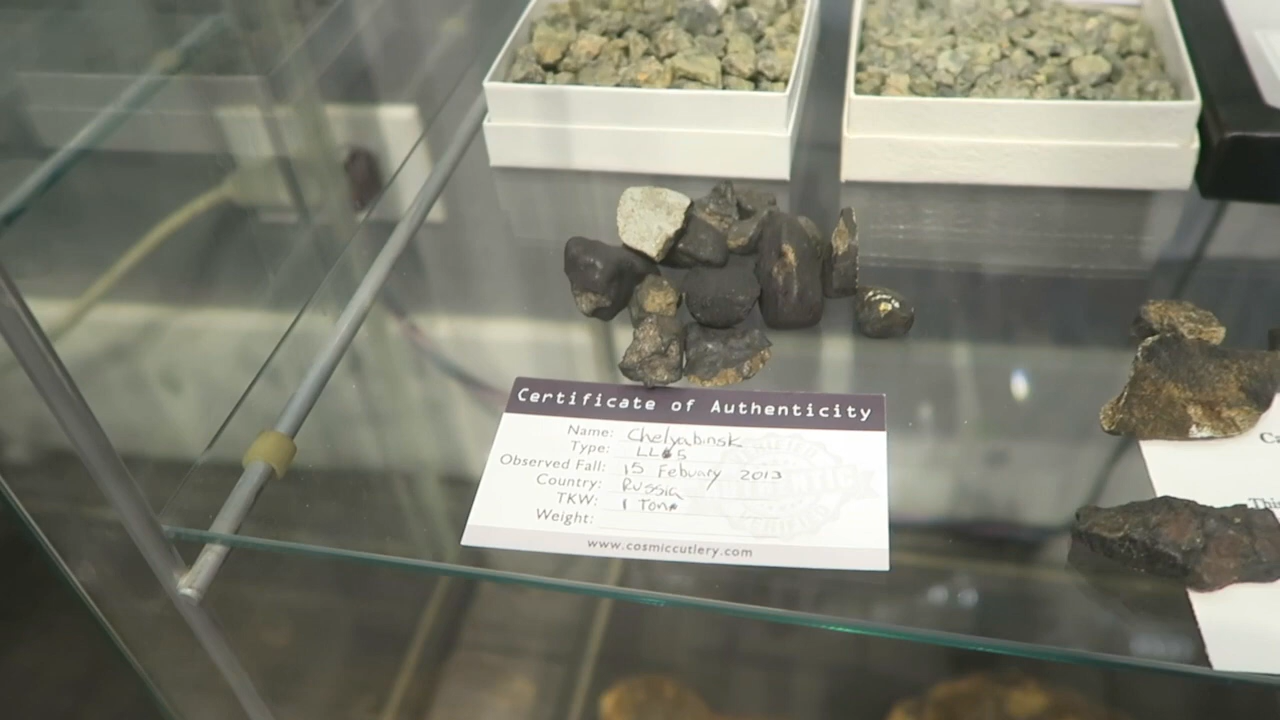 Certificate of Authenticity
Name: Chelyabinsk
Type: LL5
Observed Fall: 15 Febuary 2013
Country: Russia
TKW: 1 Ton
Weight:
www.cosmiccutlery.com